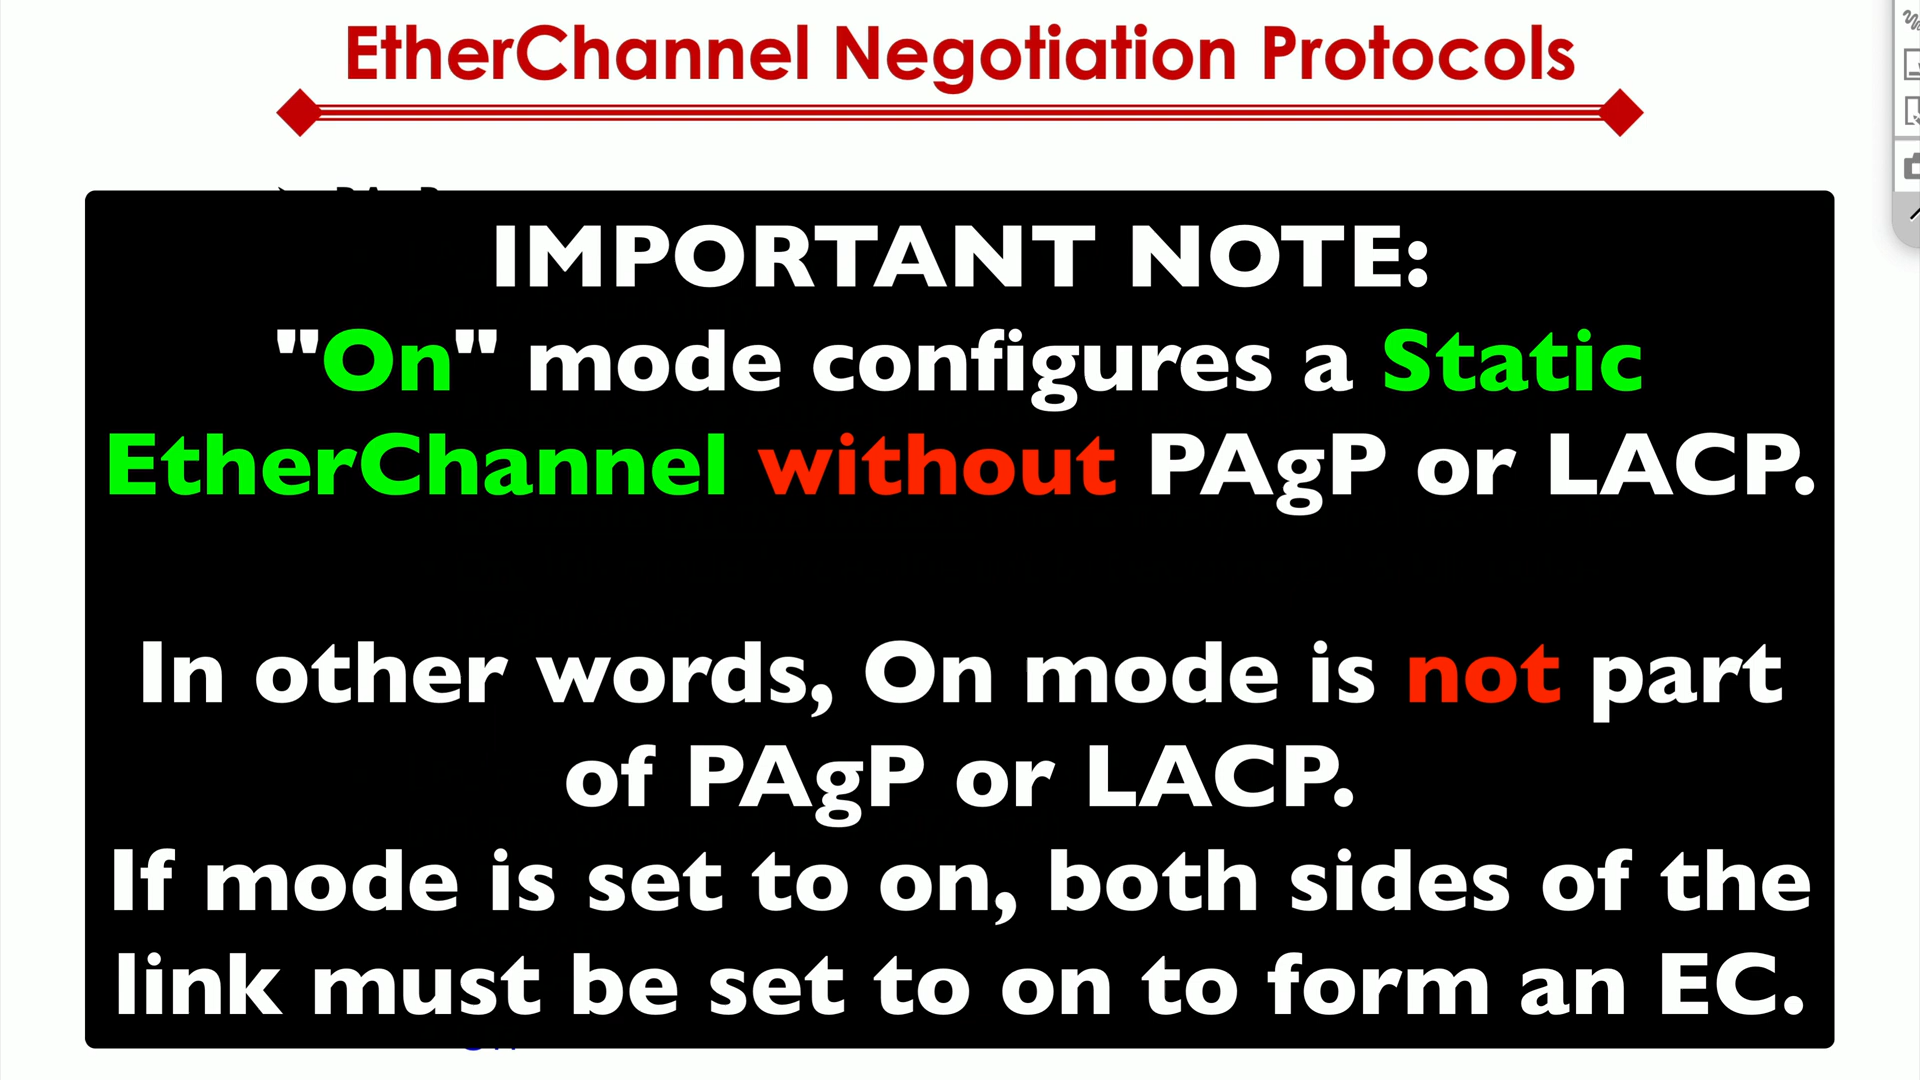 EtherChannel Negotiation Protocols
IMPORTANT NOTE:
"On" mode configures a Static
EtherChannel without PAgP or LACP.
In other words, On mode is not part
of PAgP or LACP.
If mode is set to on, both sides of the
link must be set to on to form an EC.